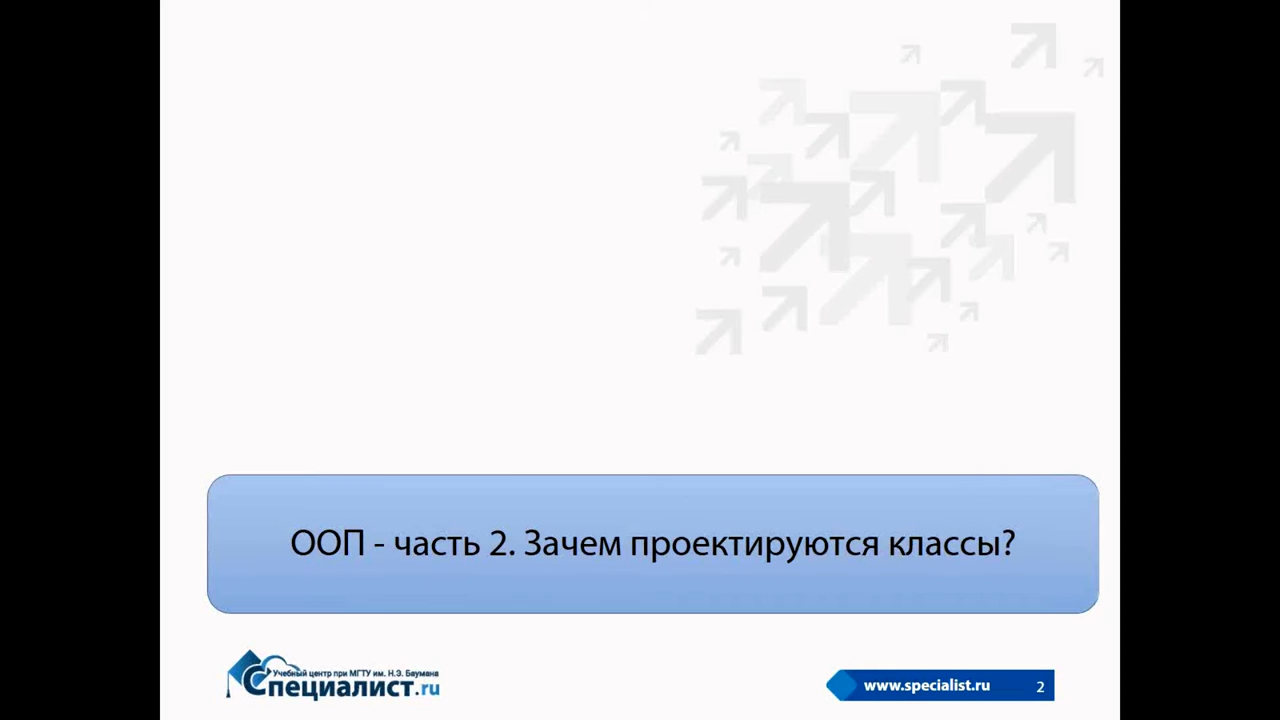 ООП - часть 2. Зачем проектируются классы?
Учебный центр при МГТУ им. Н.Э. Баумана
Специалист.ru
www.specialist.ru 2